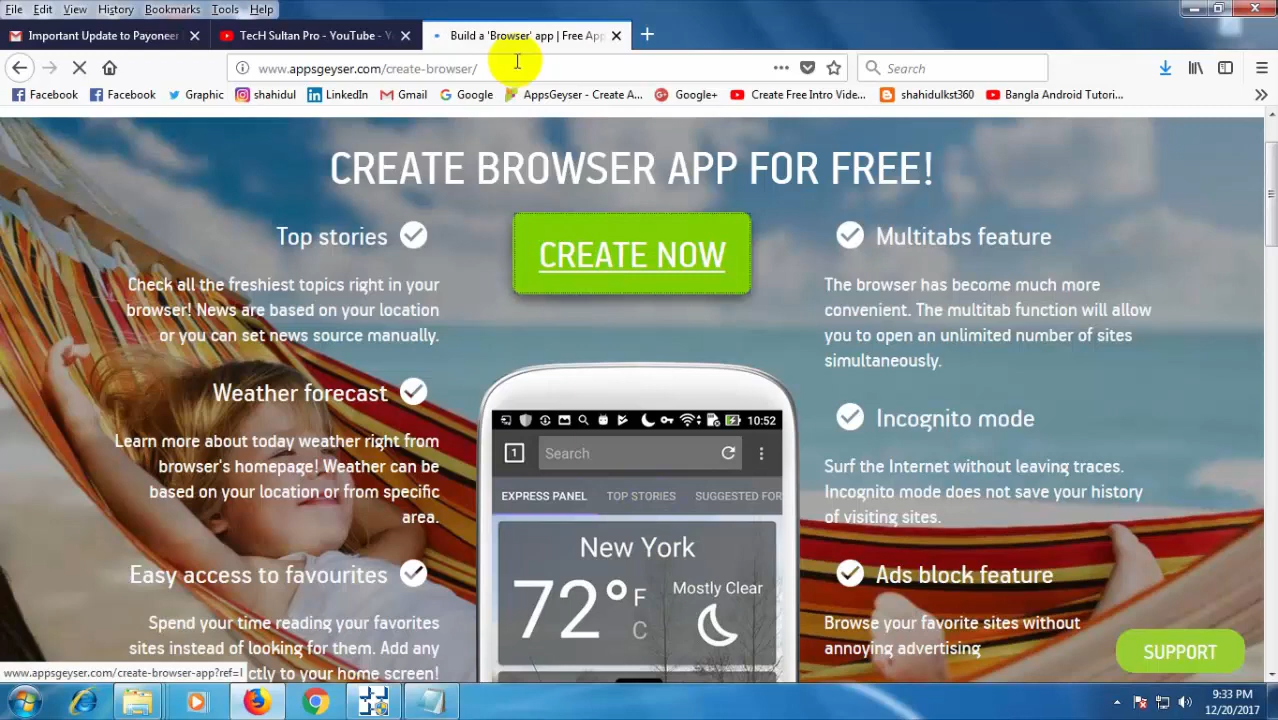 File Edit View History Bookmarks Tools Help
Important Update to Payoneer
TecH Sultan Pro - YouTube - Y
Build a 'Browser' app | Free App
www.appsgeyser.com/create-browser/
Search
Facebook
Facebook
Graphic
shahidul
LinkedIn
Gmail
Google
AppsGeyser - Create A...
Google+
Create Free Intro Vide...
shahidulkst360
Bangla Android Tutori...
CREATE BROWSER APP FOR FREE!
CREATE NOW
Top stories
Check all the freshiest topics right in your
browser! News are based on your location
or you can set news source manually.
Weather forecast
Learn more about today weather right from
browser's homepage! Weather can be
based on your location or from specific
area.
Easy access to favourites
Spend your time reading your favorites
sites instead of looking for them. Add any
ctly to your home screen!
10:52
1
Search
EXPRESS PANEL
TOP STORIES
SUGGESTED FOR
New York
72° F
C
Mostly Clear
Multitabs feature
The browser has become much more
convenient. The multitab function will allow
you to open an unlimited number of sites
simultaneously.
Incognito mode
Surf the Internet without leaving traces.
Incognito mode does not save your history
of visiting sites.
Ads block feature
Browse your favorite sites without
annoying advertising
SUPPORT
www.appsgeyser.com/create-browser-app?ref=l
9:33 PM
12/20/2017